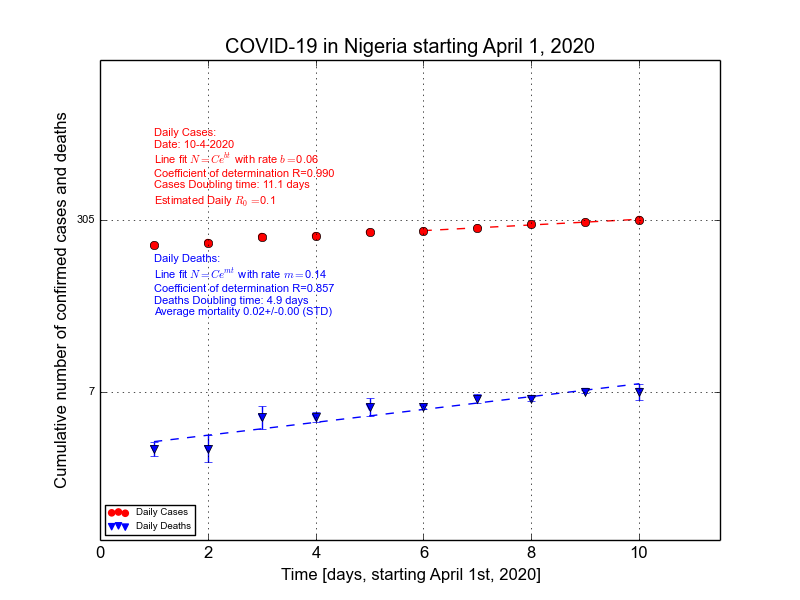 COVID-19 in Nigeria starting April 1, 2020
Cumulative number of confirmed cases and deaths
Daily Cases:
Date: 10-4-2020
Line fit N=Ce^{bt} with rate b=0.06
Coefficient of determination R=0.990
Cases Doubling time: 11.1 days
Estimated Daily R_0=0.1
305
Daily Deaths:
Line fit N=Ce^{mt} with rate m=0.14
Coefficient of determination R=0.857
Deaths Doubling time: 4.9 days
Average mortality 0.02+/-0.00 (STD)
7
Daily Cases
Daily Deaths
0 2 4 6 8 10
Time [days, starting April 1st, 2020]